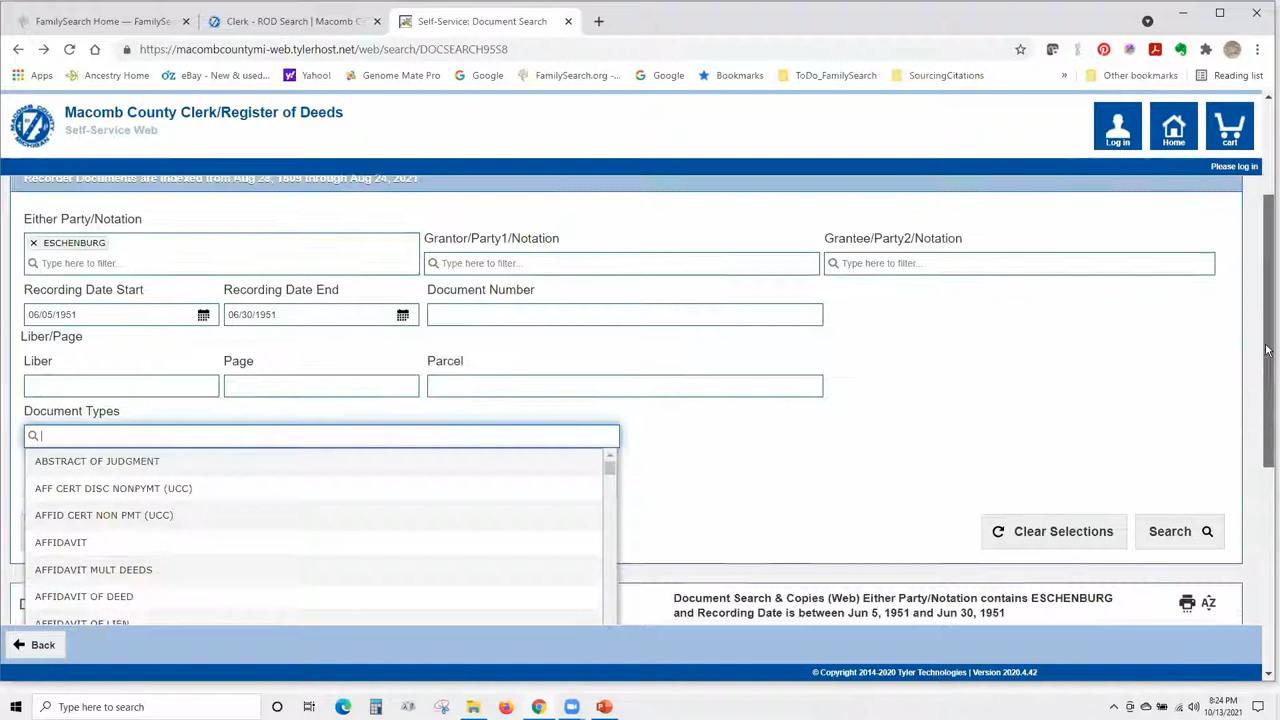 FamilySearch Home — FamilySe
Clerk - ROD Search | Macomb C
Self-Service: Document Search
https://macombcountymi-web.tylerhost.net/web/search/DOCSEARCH95S8
Apps
Ancestry Home
eBay - New & used...
Yahoo!
Genome Mate Pro
Google
FamilySearch.org -...
Google
Bookmarks
ToDo_FamilySearch
SourcingCitations
»
Other bookmarks
Reading list
Macomb County Clerk/Register of Deeds
Self-Service Web
Log in
Home
cart
Please log in
Recorder Documents are Indexed from Aug 28, 1809 through Aug 24, 2021
Either Party/Notation
Grantor/Party1/Notation
Grantee/Party2/Notation
ESCHENBURG
Type here to filter...
Type here to filter...
Type here to filter...
Recording Date Start
Recording Date End
Document Number
06/05/1951
06/30/1951
Liber/Page
Liber
Page
Parcel
Document Types
ABSTRACT OF JUDGMENT
AFF CERT DISC NONPYMT (UCC)
AFFID CERT NON PMT (UCC)
AFFIDAVIT
AFFIDAVIT MULT DEEDS
AFFIDAVIT OF DEED
AFFIDAVIT OF LIEN
Clear Selections
Search
Document Search & Copies (Web) Either Party/Notation contains ESCHENBURG
and Recording Date is between Jun 5, 1951 and Jun 30, 1951
AZ
Back
© Copyright 2014-2020 Tyler Technologies | Version 2020.4.42
Type here to search
8:24 PM
10/13/2021